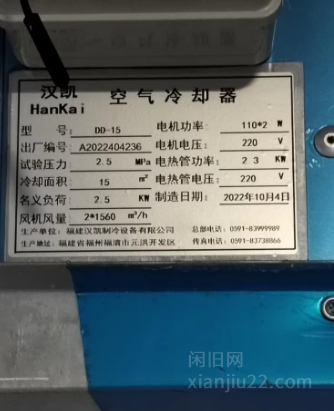 汉凯
HanKai
空气冷却器
型 号: DD-15 电机功率: 110*2 W
出厂编号: A2022404236 电机电压: 220 V
试验压力: 2.5 MPa 电热管功率: 2.3 KW
冷却面积: 15 m² 电热管电压: 220 V
名义负荷: 2.5 KW 制造日期: 2022年10月4日
风机风量: 2*1560 m³/h
生产单位: 福建汉凯制冷设备有限公司 总部电话: 0591-83999989
生产地址: 福建省福州福清市元洪开发区 传真电话: 0591-83738866
闲旧网
xianjiu22.com